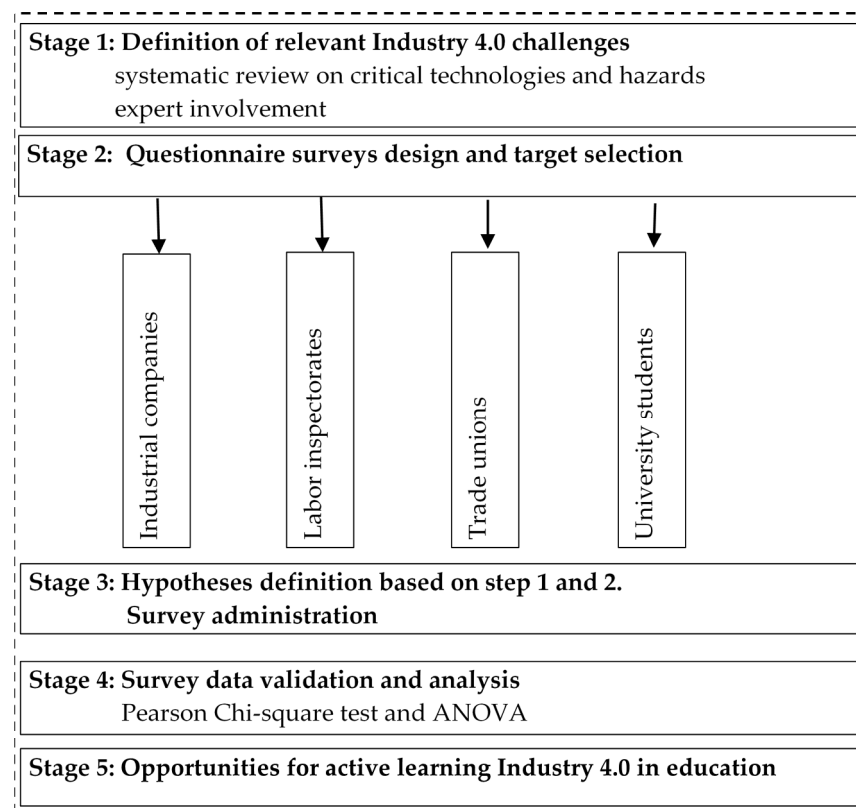 Stage 1: Definition of relevant Industry 4.0 challenges
systematic review on critical technologies and hazards
expert involvement
Stage 2: Questionnaire surveys design and target selection
Industrial companies
Labor inspectorates
Trade unions
University students
Stage 3: Hypotheses definition based on step 1 and 2.
Survey administration
Stage 4: Survey data validation and analysis
Pearson Chi-square test and ANOVA
Stage 5: Opportunities for active learning Industry 4.0 in education